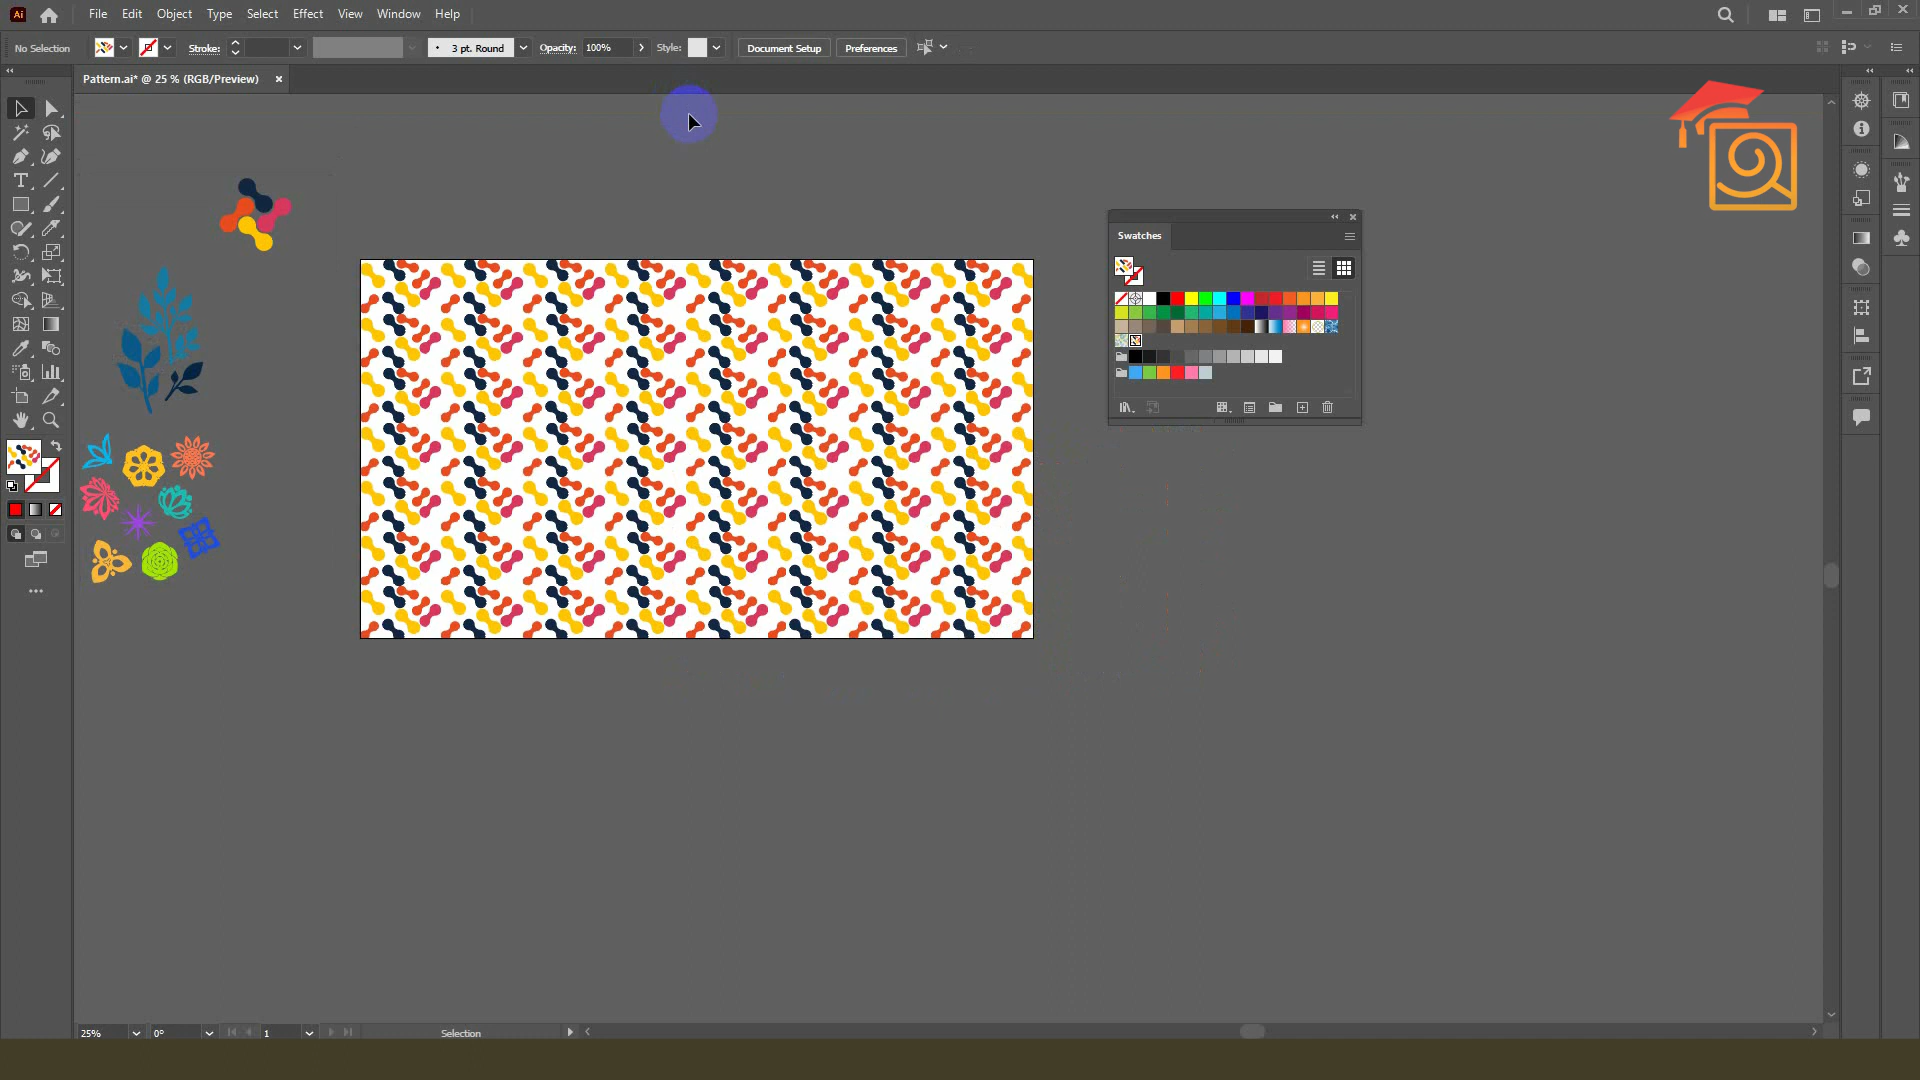 Ai File Edit Object Type Select Effect View Window Help
No Selection Stroke: 3 pt. Round Opacity: 100% Style: Document Setup Preferences
Pattern.ai* @ 25 % (RGB/Preview)
Swatches
25% 0° 1 Selection